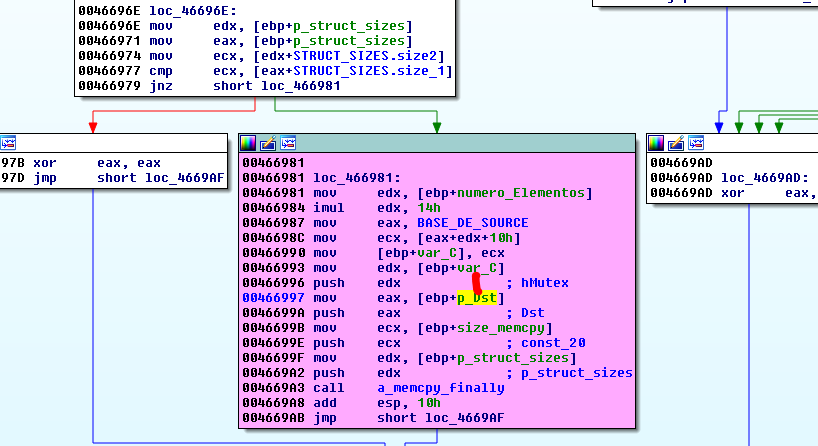 0046696E loc_46696E:
0046696E mov edx, [ebp+p_struct_sizes]
00466971 mov eax, [ebp+p_struct_sizes]
00466974 mov ecx, [edx+STRUCT_SIZES.size2]
00466977 cmp ecx, [eax+STRUCT_SIZES.size_1]
00466979 jnz short loc_466981
97B xor eax, eax
97D jmp short loc_4669AF
00466981
00466981 loc_466981:
00466981 mov edx, [ebp+numero_Elementos]
00466984 imul edx, 14h
00466987 mov eax, BASE_DE_SOURCE
0046698C mov ecx, [eax+edx+10h]
00466990 mov [ebp+var_C], ecx
00466993 mov edx, [ebp+var_C]
00466996 push edx ; hMutex
00466997 mov eax, [ebp+p_Dst]
0046699A push eax ; Dst
0046699B mov ecx, [ebp+size_memcpy]
0046699E push ecx ; const_20
0046699F mov edx, [ebp+p_struct_sizes]
004669A2 push edx ; p_struct_sizes
004669A3 call a_memcpy_finally
004669A8 add esp, 10h
004669AB jmp short loc_4669AF
004669AD
004669AD loc_4669AD:
004669AD xor eax,